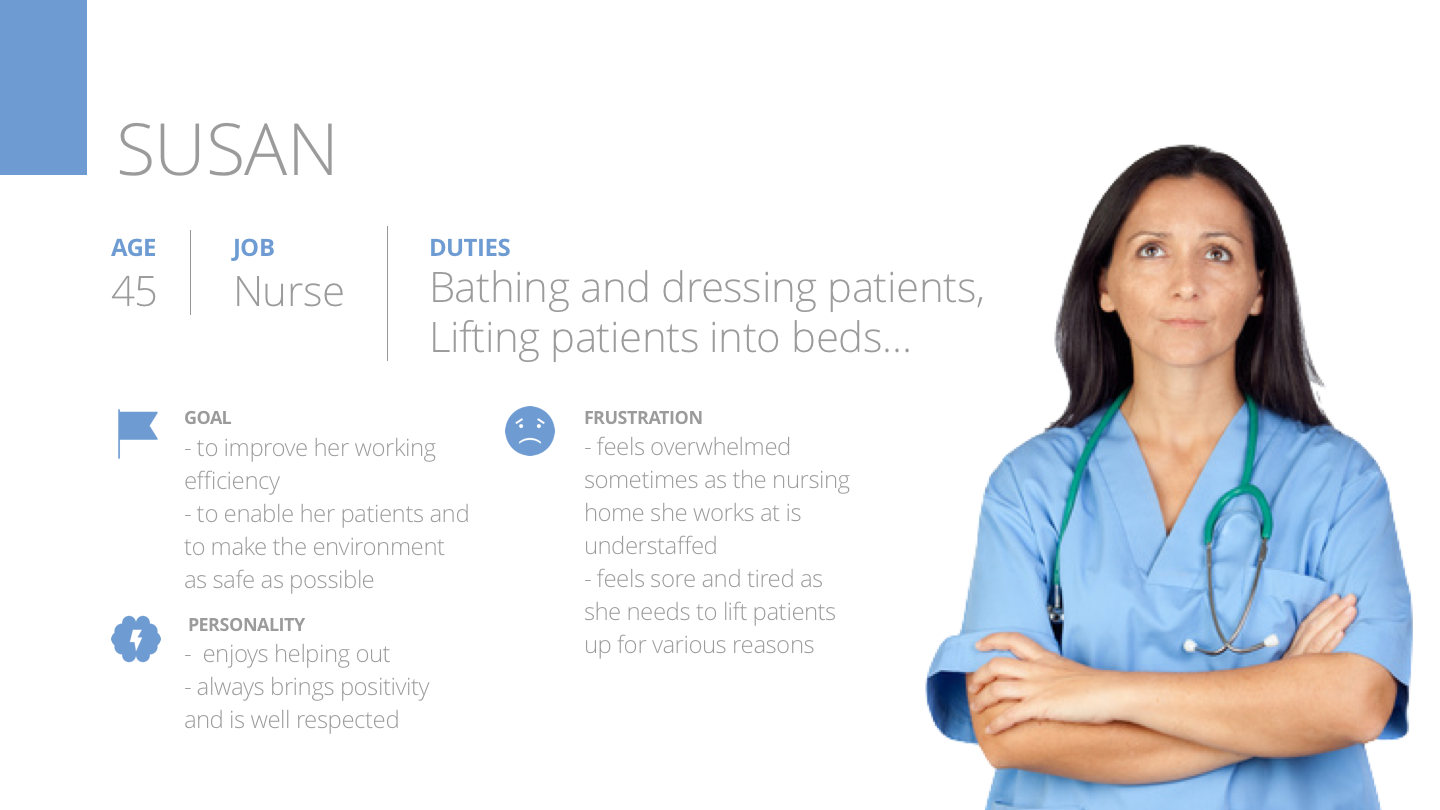 SUSAN
AGE
45
JOB
Nurse
DUTIES
Bathing and dressing patients,
Lifting patients into beds...
GOAL
- to improve her working
efficiency
- to enable her patients and
to make the environment
as safe as possible
PERSONALITY
-  enjoys helping out
- always brings positivity
and is well respected
FRUSTRATION
- feels overwhelmed
sometimes as the nursing
home she works at is
understaffed
- feels sore and tired as
she needs to lift patients
up for various reasons